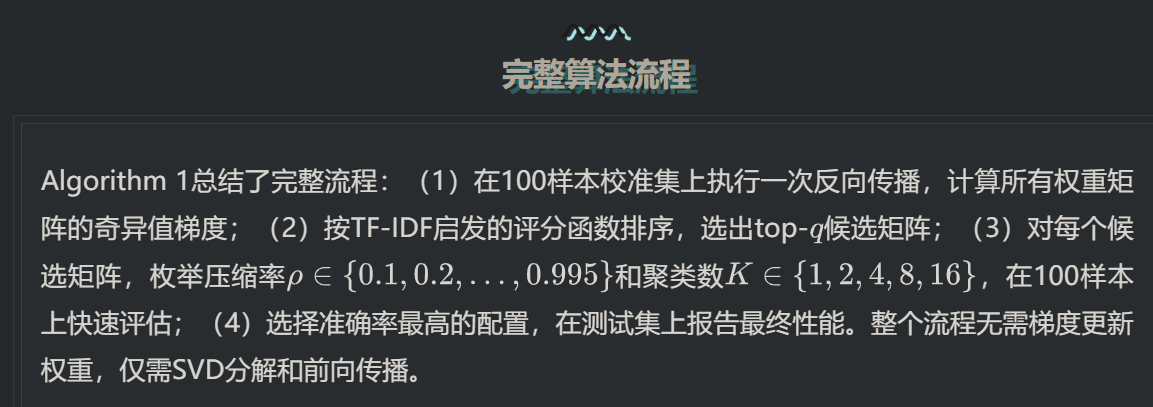 完整算法流程
Algorithm 1总结了完整流程：（1）在100样本校准集上执行一次反向传播，计算所有权重矩
阵的奇异值梯度；（2）按TF-IDF启发的评分函数排序，选出top-q候选矩阵；（3）对每个候
选矩阵，枚举压缩率ρ ∈ {0.1, 0.2, . . . , 0.995}和聚类数K ∈ {1, 2, 4, 8, 16}，在100样本
上快速评估；（4）选择准确率最高的配置，在测试集上报告最终性能。整个流程无需梯度更新
权重，仅需SVD分解和前向传播。